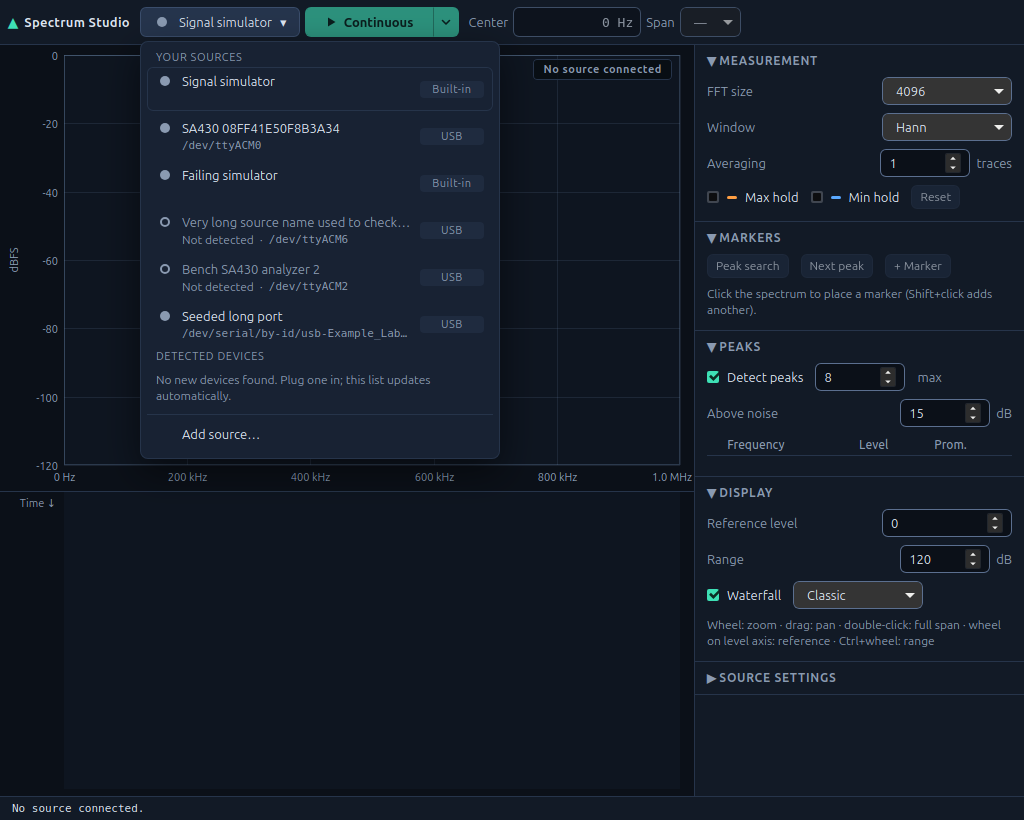 Spectrum Studio
Signal simulator ▾
Continuous
Center
0 Hz
Span
—
YOUR SOURCES
Signal simulator
Built-in
SA430 08FF41E50F8B3A34
/dev/ttyACM0
USB
Failing simulator
Built-in
Very long source name used to check…
Not detected · /dev/ttyACM6
USB
Bench SA430 analyzer 2
Not detected · /dev/ttyACM2
USB
Seeded long port
/dev/serial/by-id/usb-Example_Lab…
USB
DETECTED DEVICES
No new devices found. Plug one in; this list updates
automatically.
Add source…
No source connected
dBFS
0
-20
-40
-60
-80
-100
-120
0 Hz
200 kHz
400 kHz
600 kHz
800 kHz
1.0 MHz
Time ↓
▼ MEASUREMENT
FFT size
4096
Window
Hann
Averaging
1
traces
Max hold
Min hold
Reset
▼ MARKERS
Peak search
Next peak
+ Marker
Click the spectrum to place a marker (Shift+click adds
another).
▼ PEAKS
Detect peaks
8
max
Above noise
15
dB
Frequency
Level
Prom.
▼ DISPLAY
Reference level
0
Range
120
dB
Waterfall
Classic
Wheel: zoom · drag: pan · double-click: full span · wheel
on level axis: reference · Ctrl+wheel: range
▶ SOURCE SETTINGS
No source connected.